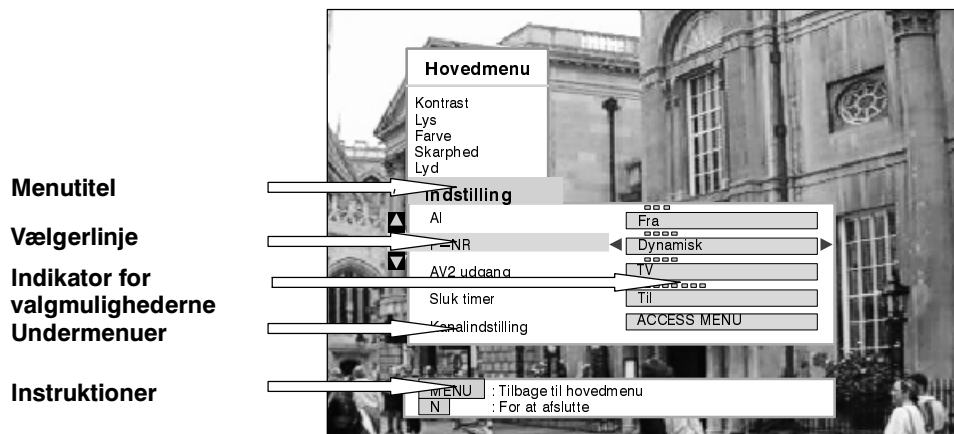 Hovedmenu
Kontrast
Lys
Farve
Skarphed
Lyd
Indstilling
AI Fra
P–NR Dynamisk
AV2 udgang TV
Sluk timer Til
Kanalindstilling ACCESS MENU
MENU : Tilbage til hovedmenu
N : For at afslutte
Menutitel
Vælgerlinje
Indikator for
valgmulighederne
Undermenuer
Instruktioner